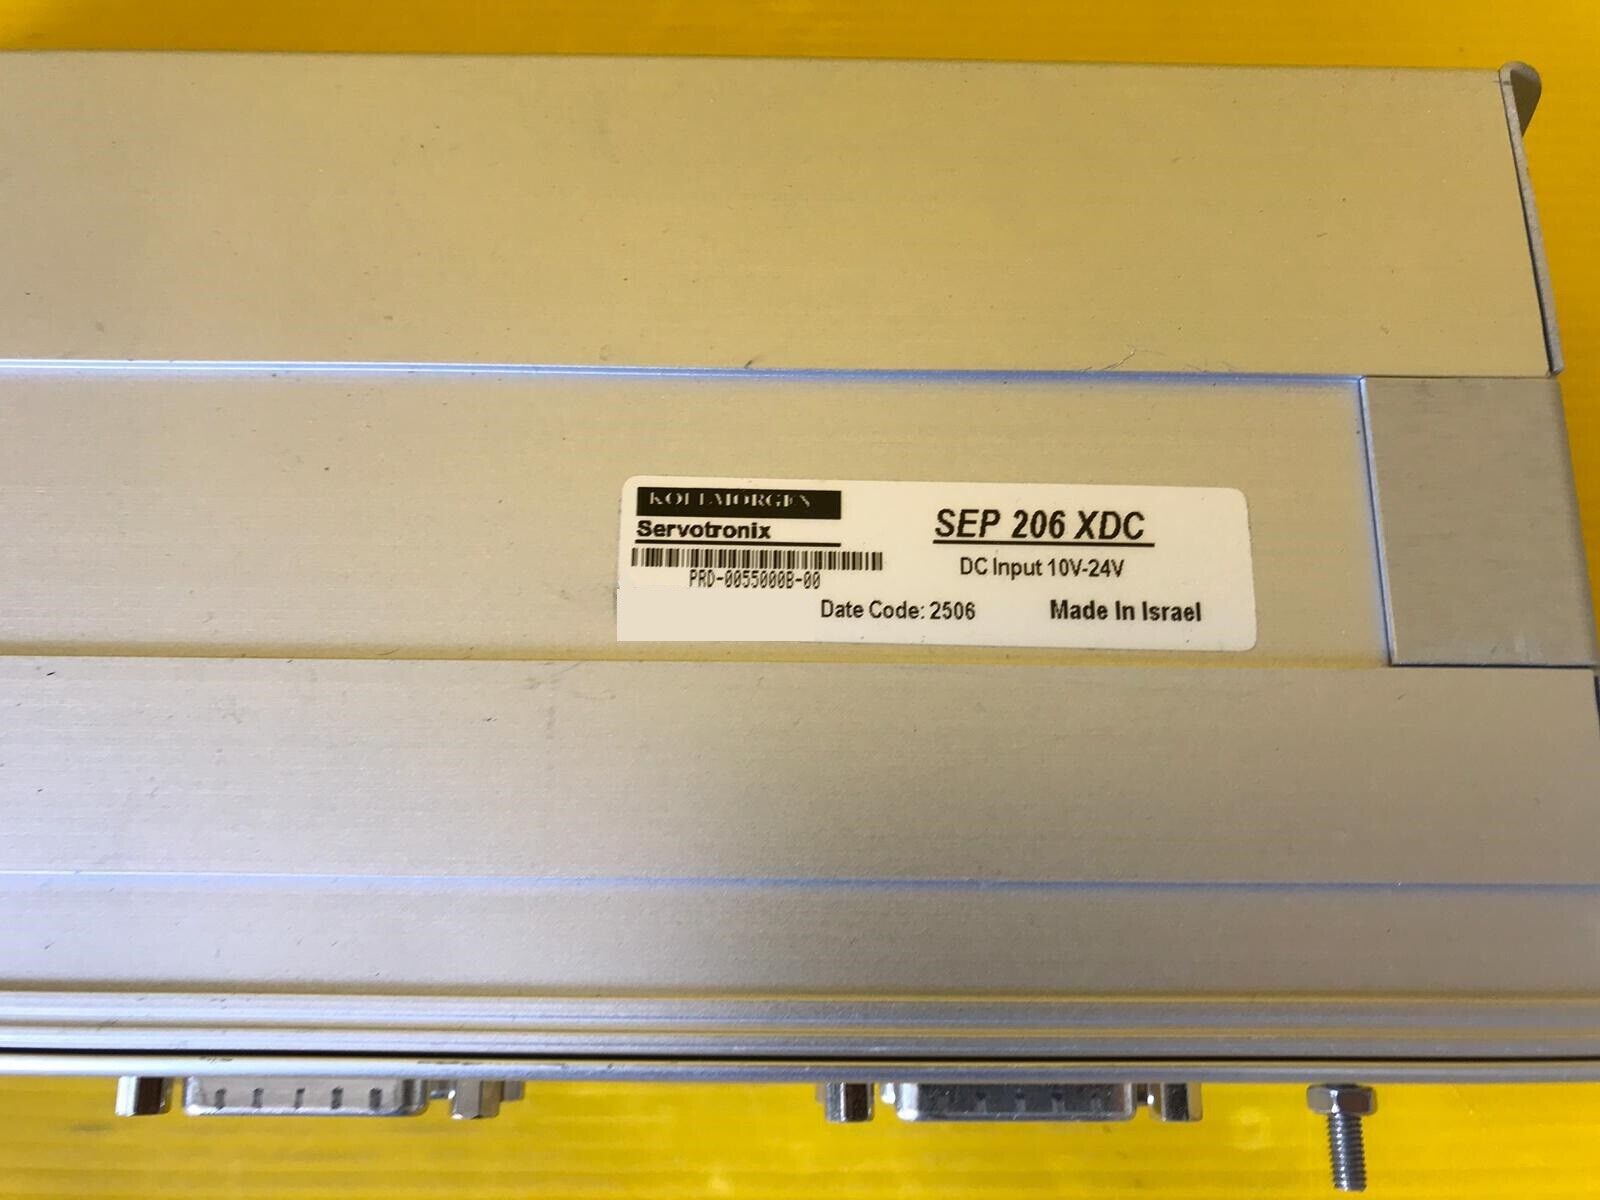 KOLLMORGEN
Servotronix
PRD-0055000B-00
SEP 206 XDC
DC Input 10V-24V
Date Code: 2506
Made In Israel